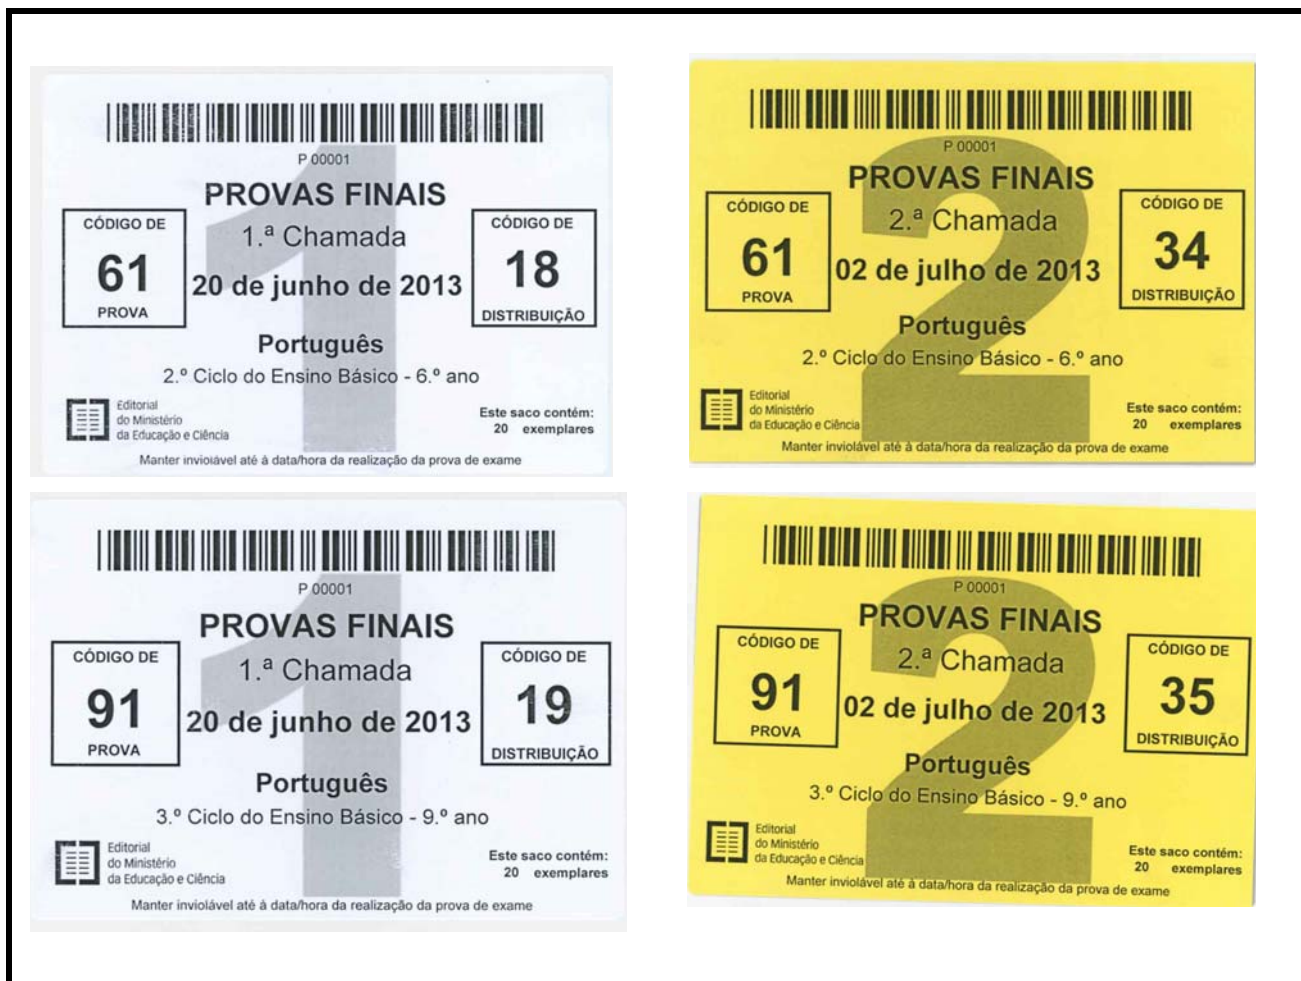 P 00001
PROVAS FINAIS
1.ª Chamada
20 de junho de 2013
CÓDIGO DE
61
PROVA
CÓDIGO DE
18
DISTRIBUIÇÃO
Português
2.º Ciclo do Ensino Básico - 6.º ano
Editorial
do Ministério
da Educação e Ciência
Este saco contém:
20 exemplares
Manter inviolável até à data/hora da realização da prova de exame
1
P 00001
PROVAS FINAIS
2.ª Chamada
02 de julho de 2013
CÓDIGO DE
61
PROVA
CÓDIGO DE
34
DISTRIBUIÇÃO
Português
2.º Ciclo do Ensino Básico - 6.º ano
Editorial
do Ministério
da Educação e Ciência
Este saco contém:
20 exemplares
Manter inviolável até à data/hora da realização da prova de exame
2
P 00001
PROVAS FINAIS
1.ª Chamada
20 de junho de 2013
CÓDIGO DE
91
PROVA
CÓDIGO DE
19
DISTRIBUIÇÃO
Português
3.º Ciclo do Ensino Básico - 9.º ano
Editorial
do Ministério
da Educação e Ciência
Este saco contém:
20 exemplares
Manter inviolável até à data/hora da realização da prova de exame
1
P 00001
PROVAS FINAIS
2.ª Chamada
02 de julho de 2013
CÓDIGO DE
91
PROVA
CÓDIGO DE
35
DISTRIBUIÇÃO
Português
3.º Ciclo do Ensino Básico - 9.º ano
Editorial
do Ministério
da Educação e Ciência
Este saco contém:
20 exemplares
Manter inviolável até à data/hora da realização da prova de exame
2